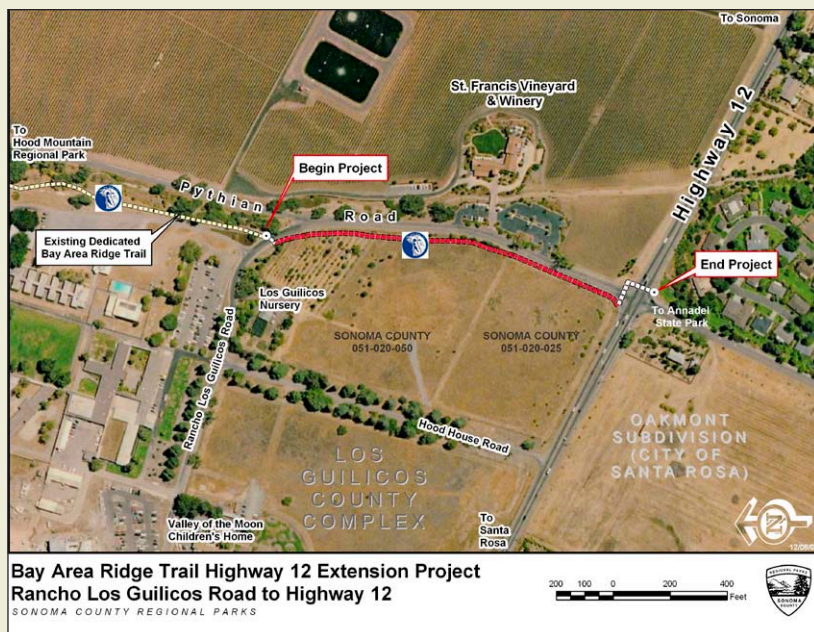 To Sonoma
Highway 12
St. Francis Vineyard
& Winery
To
Hood Mountain
Regional Park
Begin Project
Pythian Road
Existing Dedicated
Bay Area Ridge Trail
End Project
Los Guilicos
Nursery
To Annadel
State Park
SONOMA COUNTY
051-020-050
SONOMA COUNTY
051-020-025
Rancho Los Guilicos Road
Hood House Road
OAKMONT
SUBDIVISION
(CITY OF
SANTA ROSA)
LOS
GUILICOS
COUNTY
COMPLEX
Valley of the Moon
Children's Home
To
Santa
Rosa
N
Bay Area Ridge Trail Highway 12 Extension Project
Rancho Los Guilicos Road to Highway 12
SONOMA COUNTY REGIONAL PARKS
200 100 0 200 400
Feet
REGIONAL PARKS
SONOMA
COUNTY